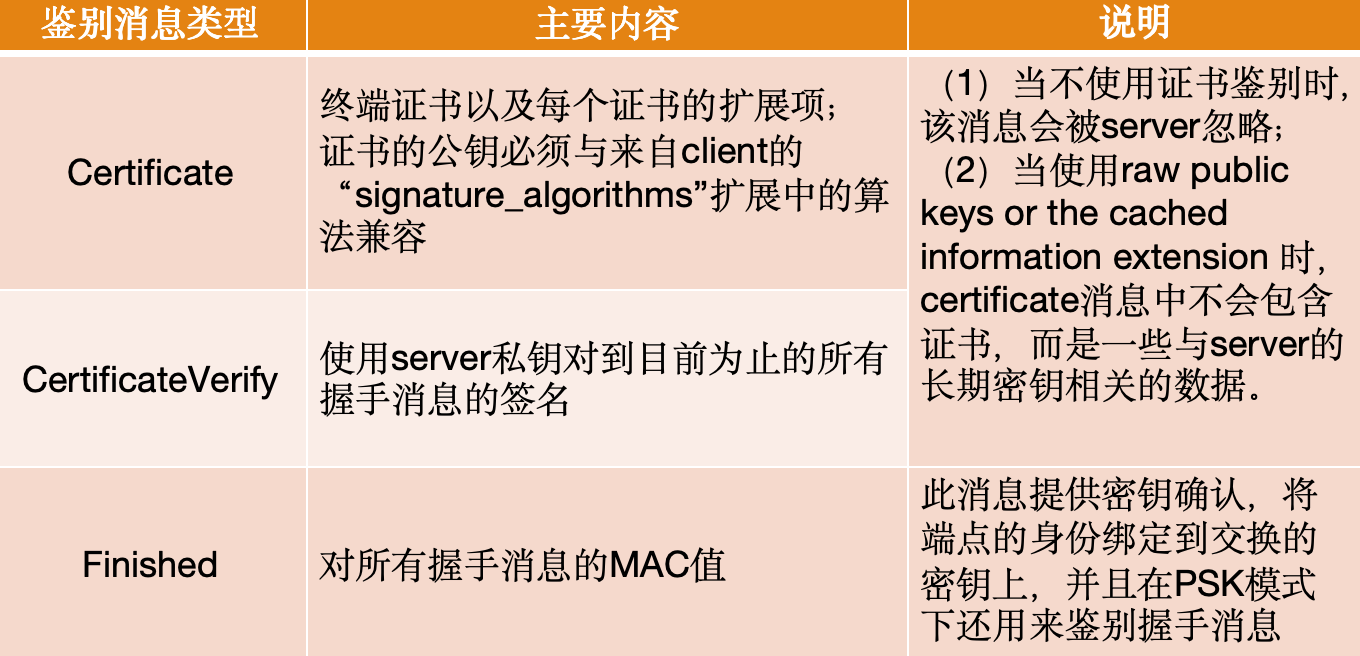 鉴别消息类型
主要内容
说明
Certificate
终端证书以及每个证书的扩展项；
证书的公钥必须与来自client的
“signature_algorithms”扩展中的算
法兼容
（1）当不使用证书鉴别时，
该消息会被server忽略；
（2）当使用raw public
keys or the cached
information extension 时，
certificate消息中不会包含
证书，而是一些与server的
长期密钥相关的数据。
CertificateVerify
使用server私钥对到目前为止的所有
握手消息的签名
Finished
对所有握手消息的MAC值
此消息提供密钥确认，将
端点的身份绑定到交换的
密钥上，并且在PSK模式
下还用来鉴别握手消息